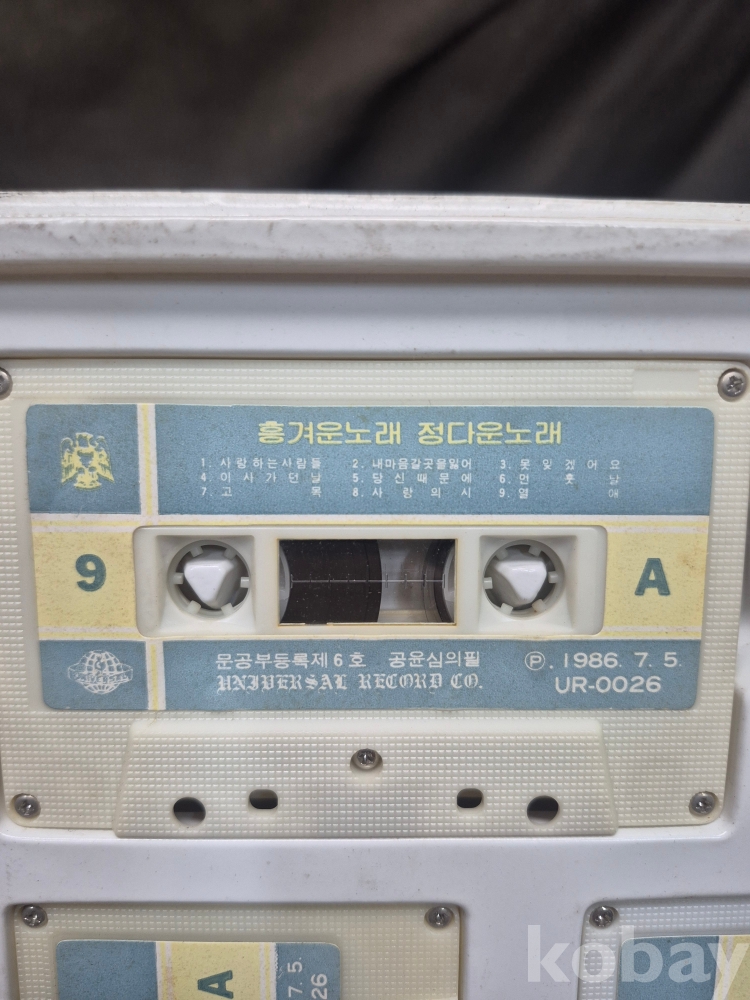 흥겨운노래 정다운노래
1. 사랑하는사람들 2. 내마음갈곳을잃어 3. 못잊겠어요
4. 이사가던날 5. 당신때문에 6. 먼훗날
7. 고목 8. 사랑의시 9. 열애
9 A
UNIVERSAL
문공부등록제6호 공윤심의필 Ⓟ. 1986. 7. 5.
UNIVERSAL RECORD CO. UR-0026
A
7. 5.
26
kobay